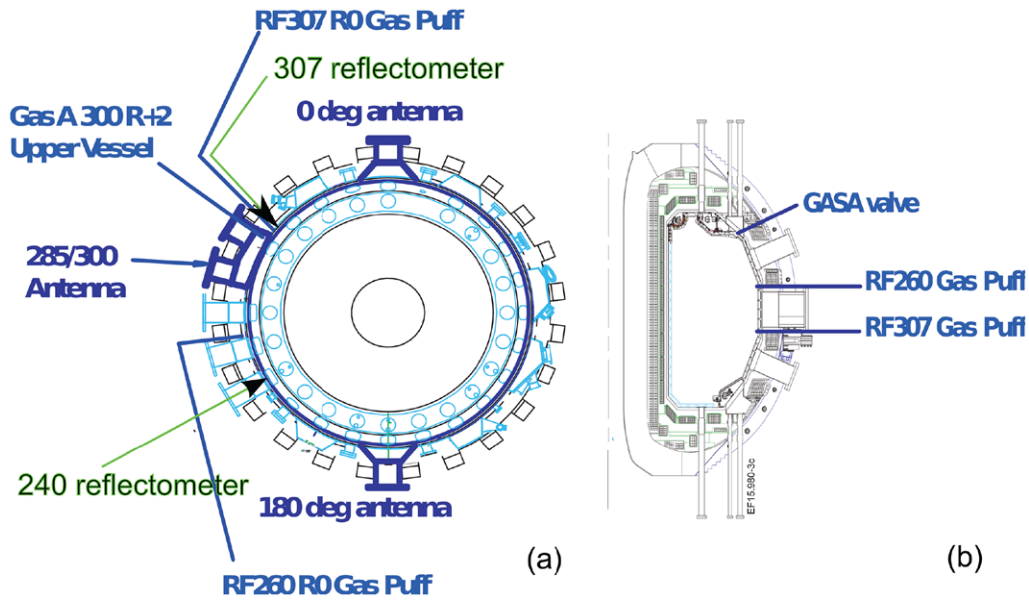 RF307 R0 Gas Puff
307 reflectometer
0 deg antenna
Gas A 300 R+2
Upper Vessel
285/300
Antenna
240 reflectometer
180 deg antenna
RF260 R0 Gas Puff
(a)
GASA valve
RF260 Gas Puff
RF307 Gas Puff
EF15.980-3c
(b)